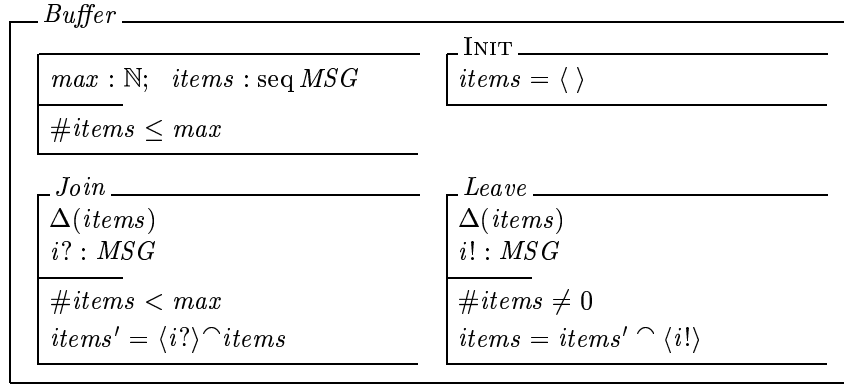 Buffer
max : ℕ; items : seq MSG
#items ≤ max
INIT
items = ⟨ ⟩
Join
Δ(items)
i? : MSG
#items < max
items′ = ⟨i?⟩⌢items
Leave
Δ(items)
i! : MSG
#items ≠ 0
items = items′ ⌢ ⟨i!⟩